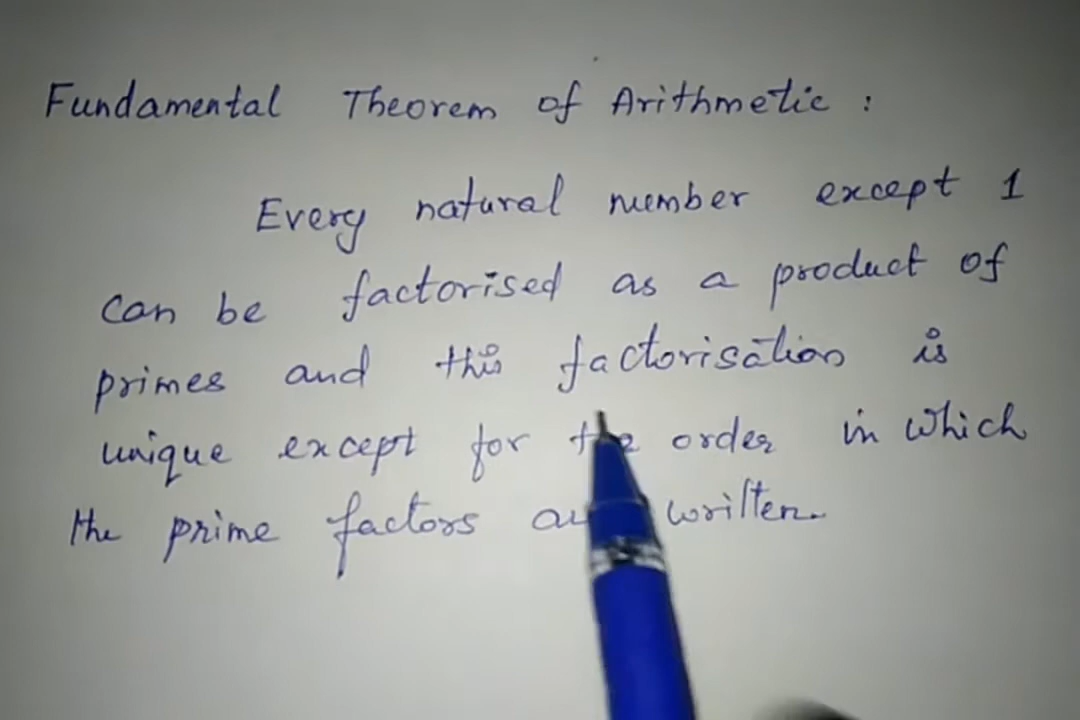 Fundamental Theorem of Arithmetic :
Every natural number except 1
can be factorised as a product of
primes and this factorisation is
unique except for the order in which
the prime factors written.